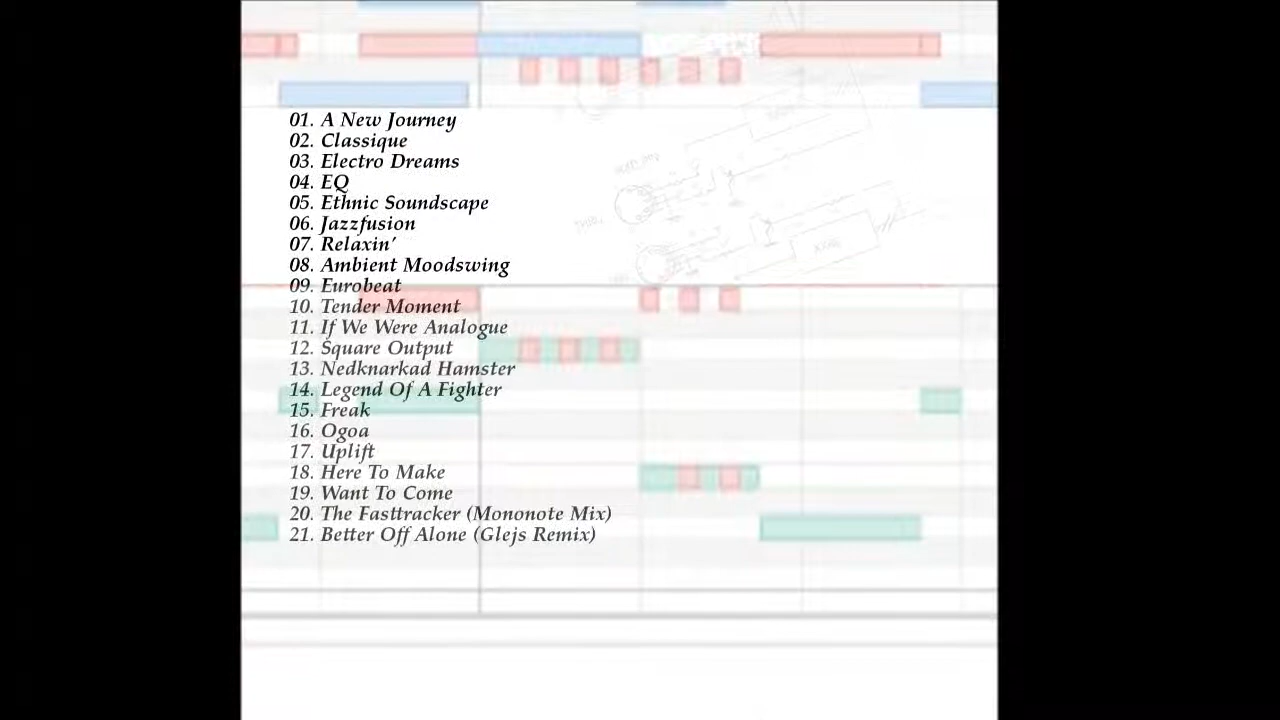 01. A New Journey
02. Classique
03. Electro Dreams
04. EQ
05. Ethnic Soundscape
06. Jazzfusion
07. Relaxin'
08. Ambient Moodswing
09. Eurobeat
10. Tender Moment
11. If We Were Analogue
12. Square Output
13. Nedknarkad Hamster
14. Legend Of A Fighter
15. Freak
16. Ogoa
17. Uplift
18. Here To Make
19. Want To Come
20. The Fasttracker (Mononote Mix)
21. Better Off Alone (Glejs Remix)